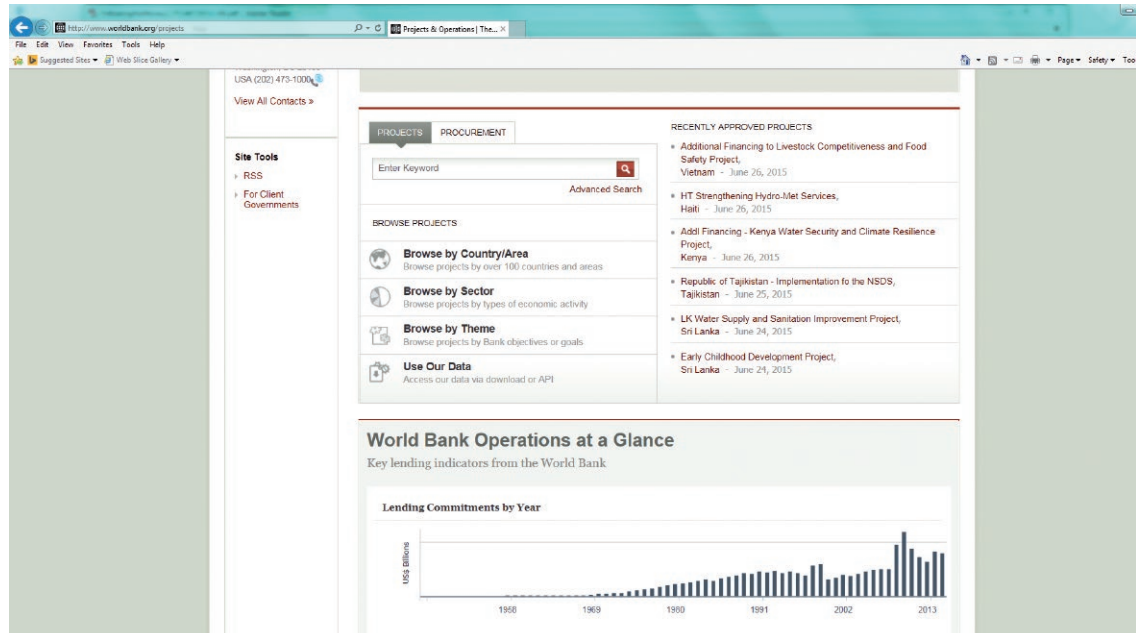 http://www.worldbank.org/projects
Projects & Operations | The... ×
File Edit View Favorites Tools Help
Suggested Sites Web Slice Gallery
Page Safety Too
USA (202) 473-1000
View All Contacts »
Site Tools
RSS
For Client
Governments
PROJECTS PROCUREMENT
Enter Keyword
Advanced Search
BROWSE PROJECTS
Browse by Country/Area
Browse projects by over 100 countries and areas
Browse by Sector
Browse projects by types of economic activity
Browse by Theme
Browse projects by Bank objectives or goals
Use Our Data
Access our data via download or API
RECENTLY APPROVED PROJECTS
Additional Financing to Livestock Competitiveness and Food
Safety Project,
Vietnam - June 26, 2015
HT Strengthening Hydro-Met Services,
Haiti - June 26, 2015
Addl Financing - Kenya Water Security and Climate Resilience
Project,
Kenya - June 26, 2015
Republic of Tajikistan - Implementation fo the NSDS,
Tajikistan - June 25, 2015
LK Water Supply and Sanitation Improvement Project,
Sri Lanka - June 24, 2015
Early Childhood Development Project,
Sri Lanka - June 24, 2015
World Bank Operations at a Glance
Key lending indicators from the World Bank
Lending Commitments by Year
US$ Billions
1958 1969 1980 1991 2002 2013